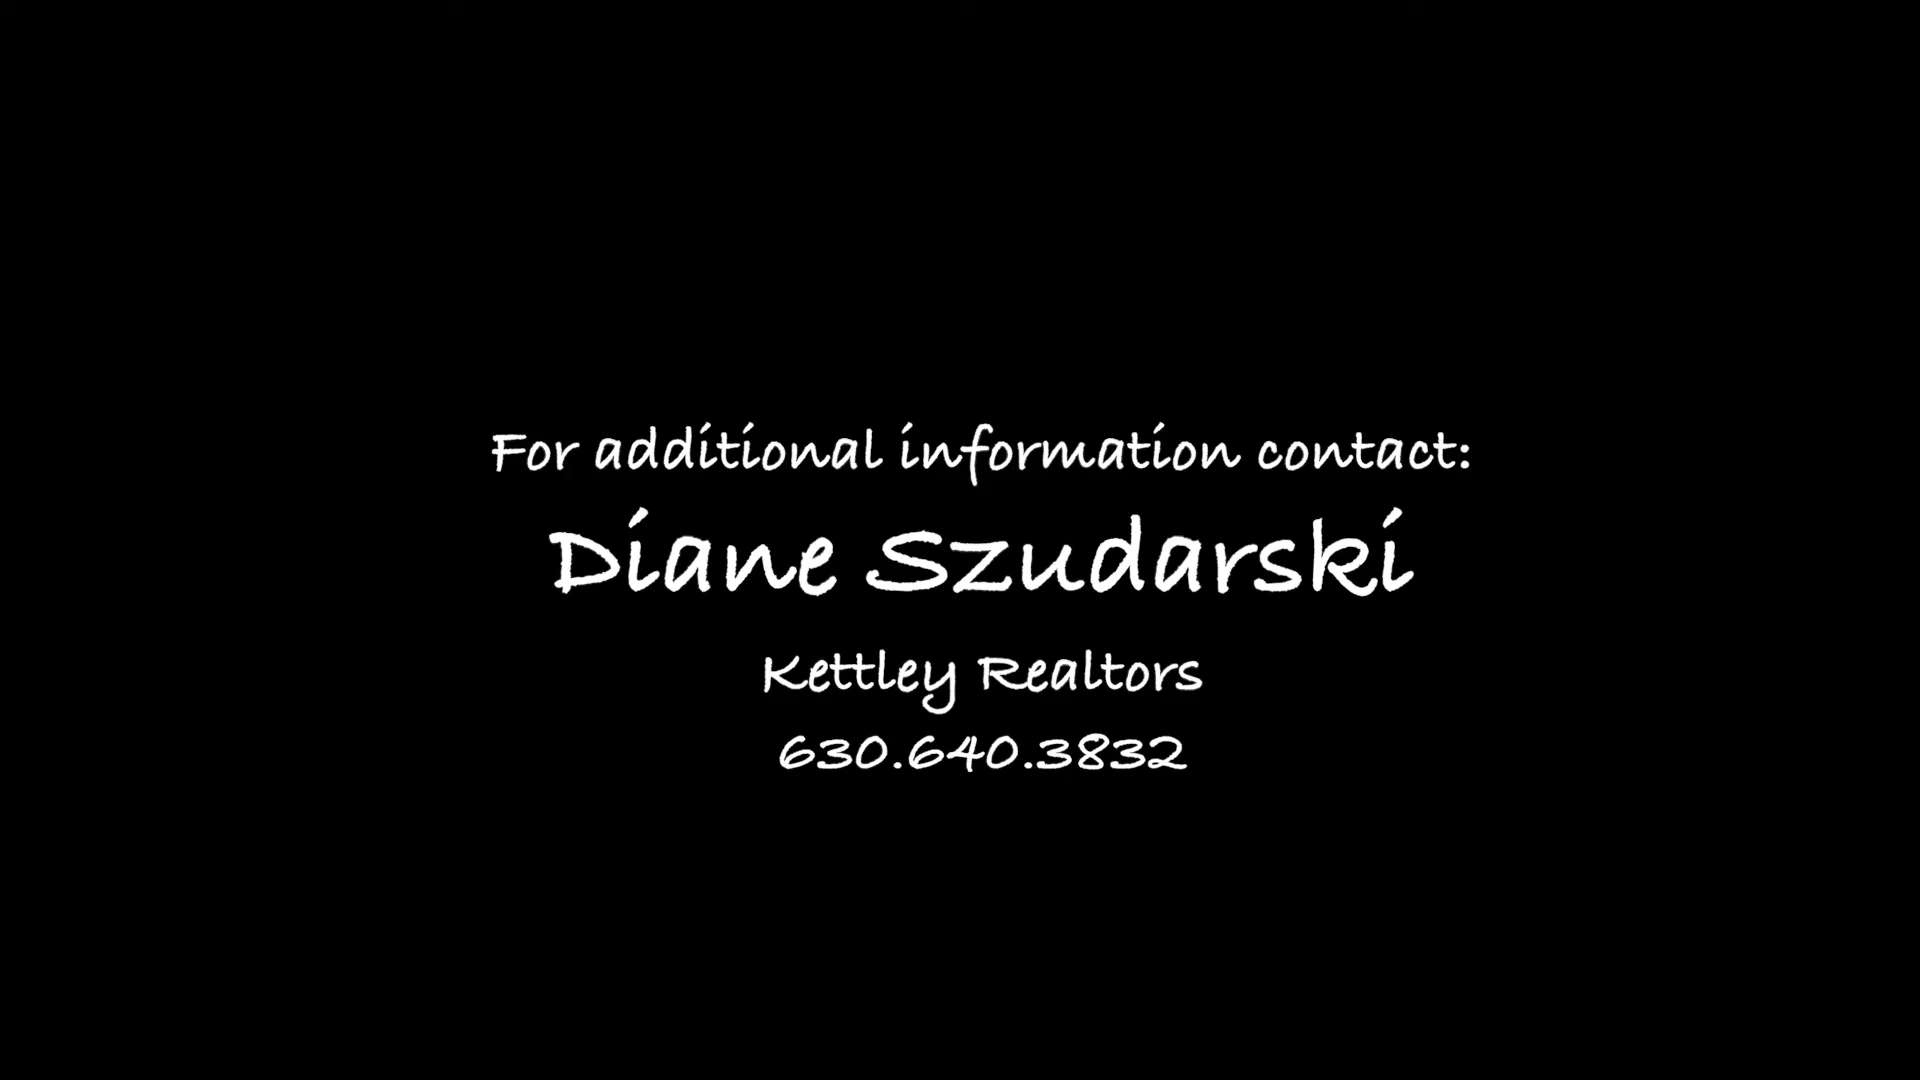 For additional information contact:
Diane Szudarski
Kettley Realtors
630.640.3832